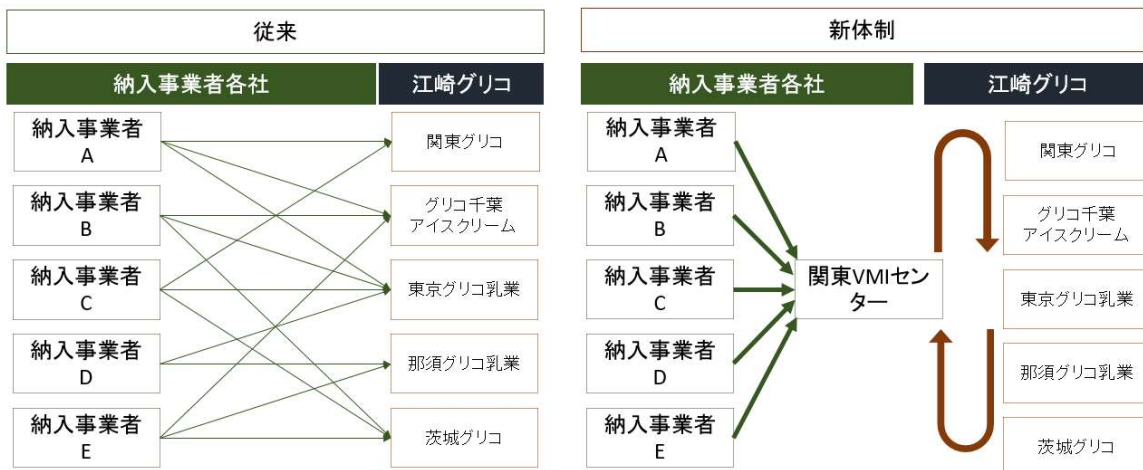 従来
納入事業者各社
江崎グリコ
納入事業者
A
納入事業者
B
納入事業者
C
納入事業者
D
納入事業者
E
関東グリコ
グリコ千葉
アイスクリーム
東京グリコ乳業
那須グリコ乳業
茨城グリコ
新体制
納入事業者各社
江崎グリコ
納入事業者
A
納入事業者
B
納入事業者
C
納入事業者
D
納入事業者
E
関東VMIセン
ター
関東グリコ
グリコ千葉
アイスクリーム
東京グリコ乳業
那須グリコ乳業
茨城グリコ